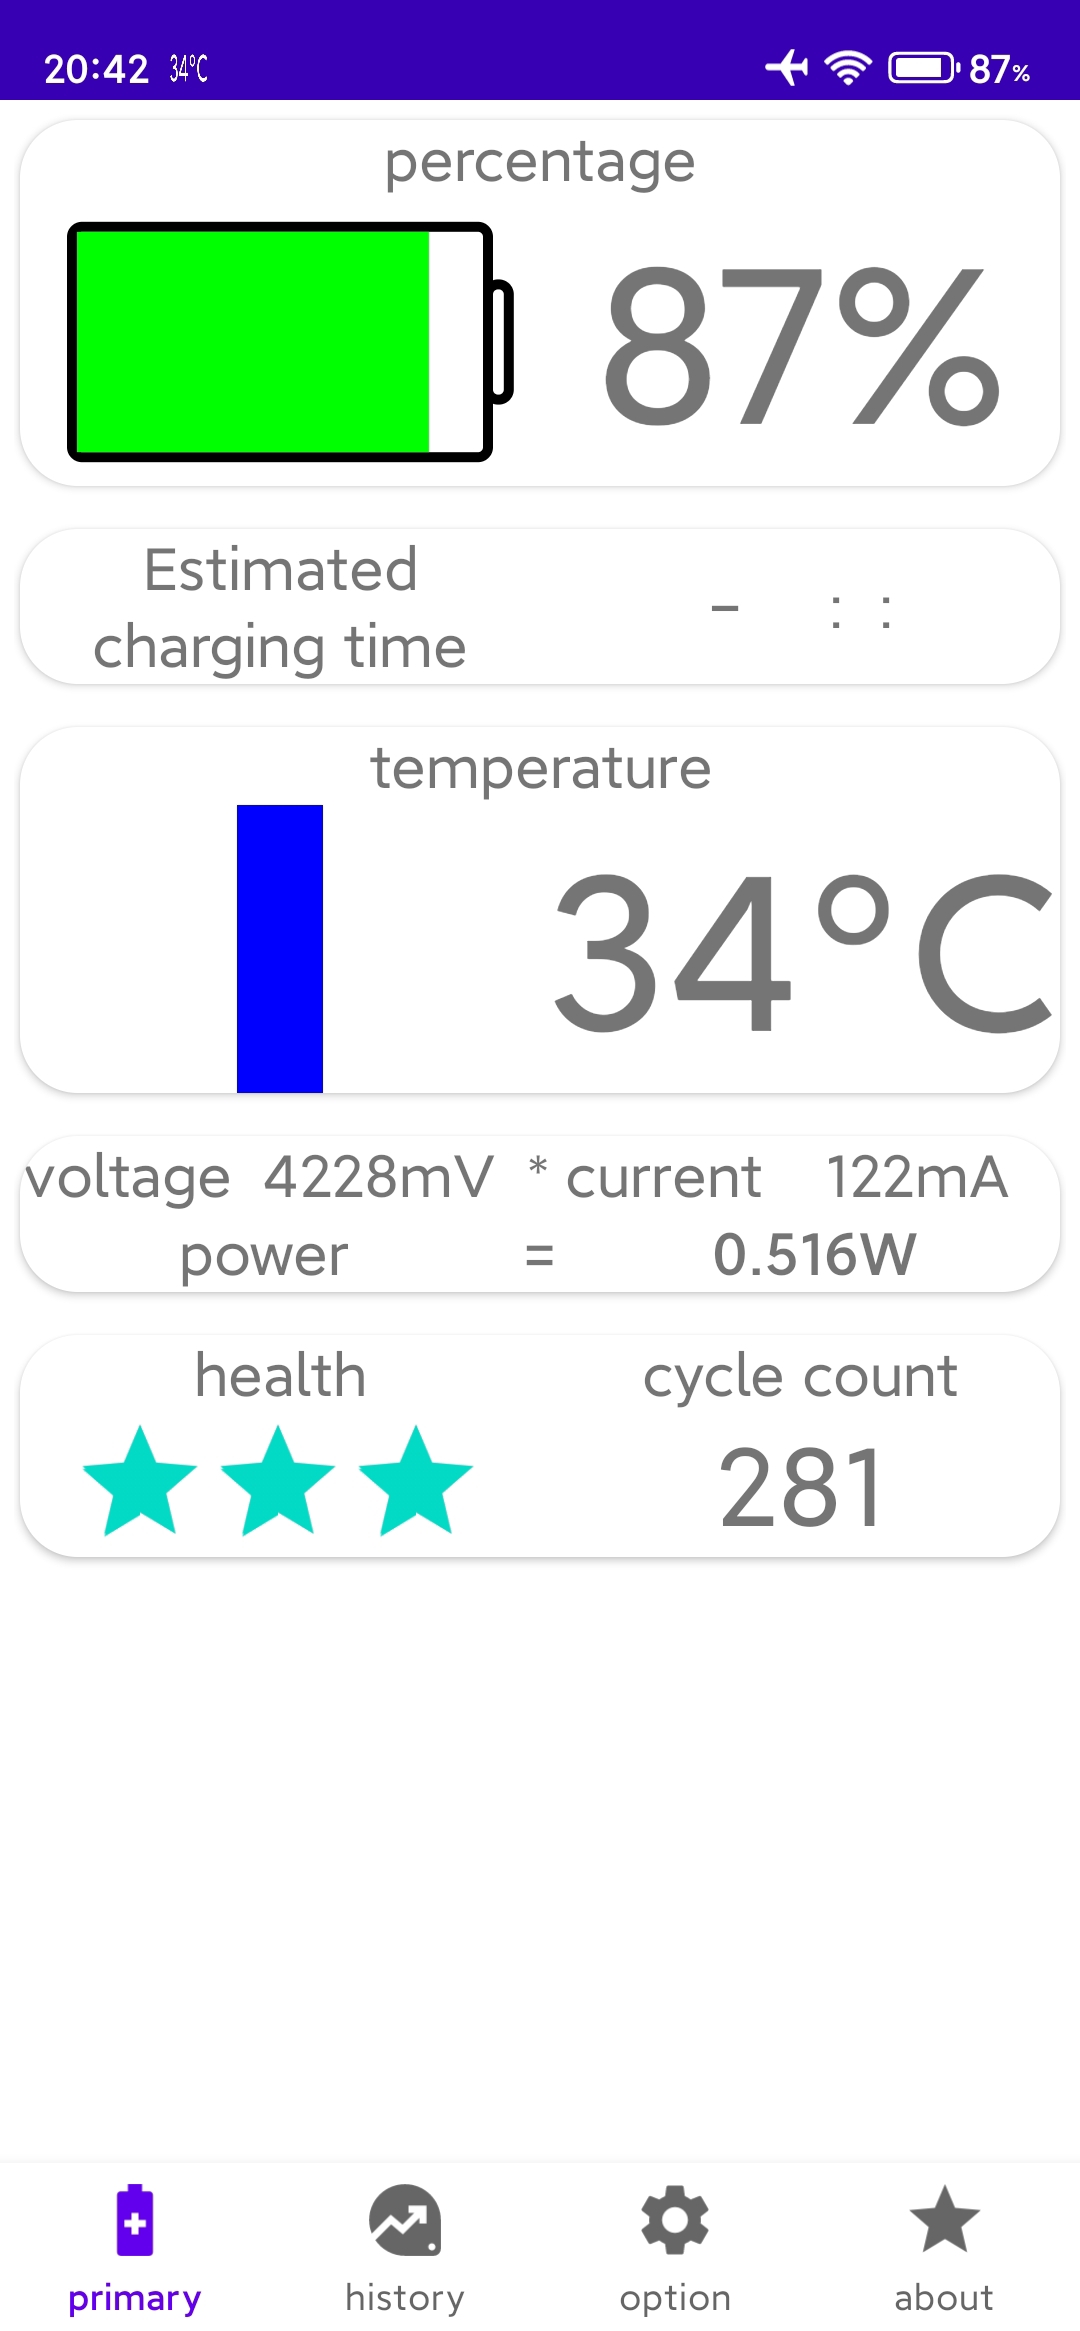 20:42 34°C 87%
percentage
87%
Estimated
charging time
- : :
temperature
34°C
voltage 4228mV * current 122mA
power = 0.516W
health cycle count
281
primary history option about